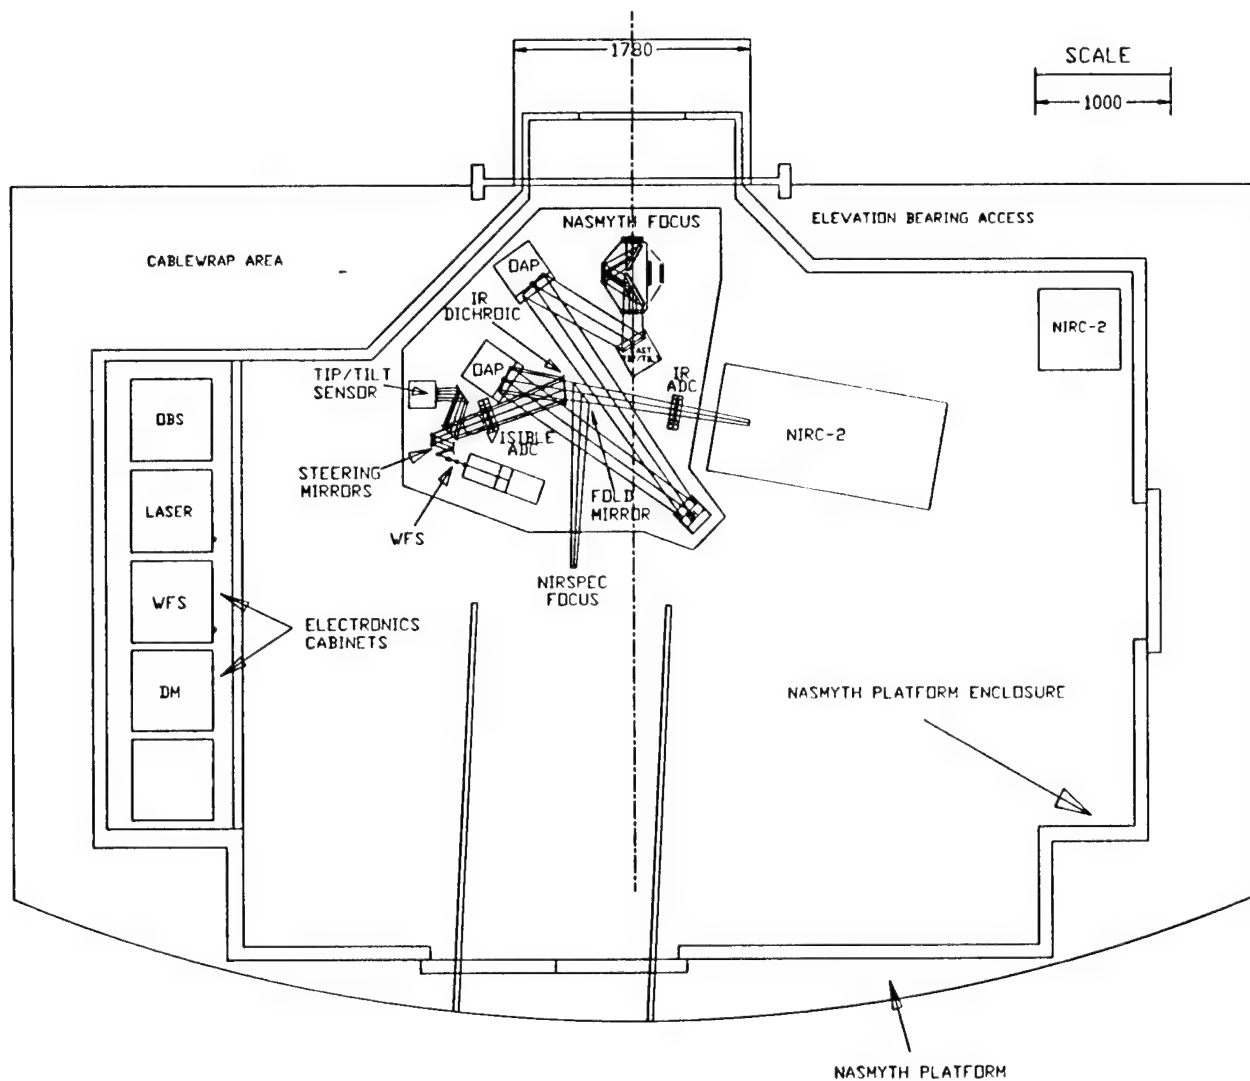 1780
SCALE
1000
NASMYTH FOCUS
ELEVATION BEARING ACCESS
CABLEWRAP AREA
OAP
IR
DICHROIC
NIRC-2
TIP/TILT
SENSOR
OAP
IR
ADC
OBS
NIRC-2
VISIBLE
ADC
STEERING
MIRRORS
FOLD
MIRROR
LASER
WFS
NIRSPEC
FOCUS
WFS
ELECTRONICS
CABINETS
DM
NASMYTH PLATFORM ENCLOSURE
NASMYTH PLATFORM